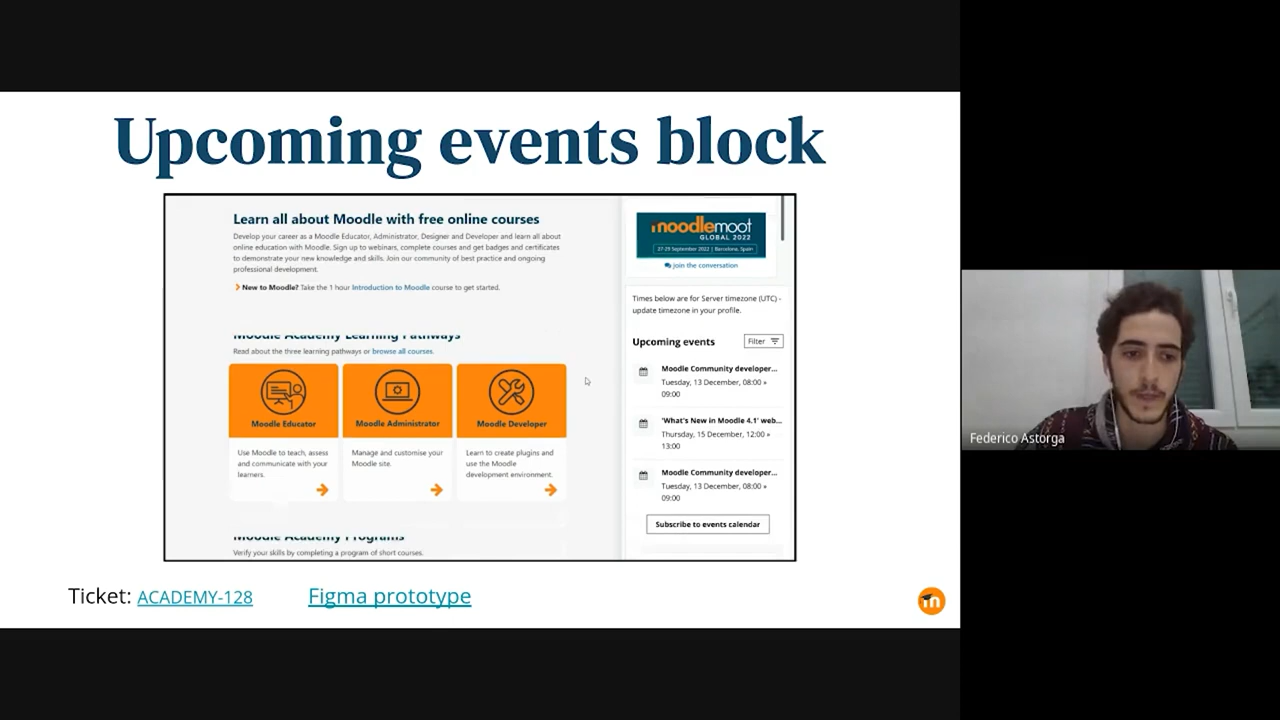 Upcoming events block
Learn all about Moodle with free online courses
Develop your career as a Moodle Educator, Administrator, Designer and Developer and learn all about
online education with Moodle. Sign up to webinars, complete courses and get badges and certificates
to demonstrate your new knowledge and skills. Join our community of best practice and ongoing
professional development.
New to Moodle? Take the 1 hour Introduction to Moodle course to get started.
Moodle Academy Learning Pathways
Read about the three learning pathways or browse all courses.
Moodle Educator
Use Moodle to teach, assess
and communicate with your
learners.
Moodle Administrator
Manage and customise your
Moodle site.
Moodle Developer
Learn to create plugins and
use the Moodle
development environment.
Moodle Academy Programs
Verify your skills by completing a program of short courses.
moodlemoot
GLOBAL 2022
27-29 September 2022 | Barcelona, Spain
Join the conversation
Times below are for Server timezone (UTC) -
update timezone in your profile.
Upcoming events
Filter
Moodle Community developer...
Tuesday, 13 December, 08:00 »
09:00
'What's New in Moodle 4.1' web...
Thursday, 15 December, 12:00 »
13:00
Moodle Community developer...
Tuesday, 13 December, 08:00 »
09:00
Subscribe to events calendar
Ticket: ACADEMY-128
Figma prototype
m
Federico Astorga